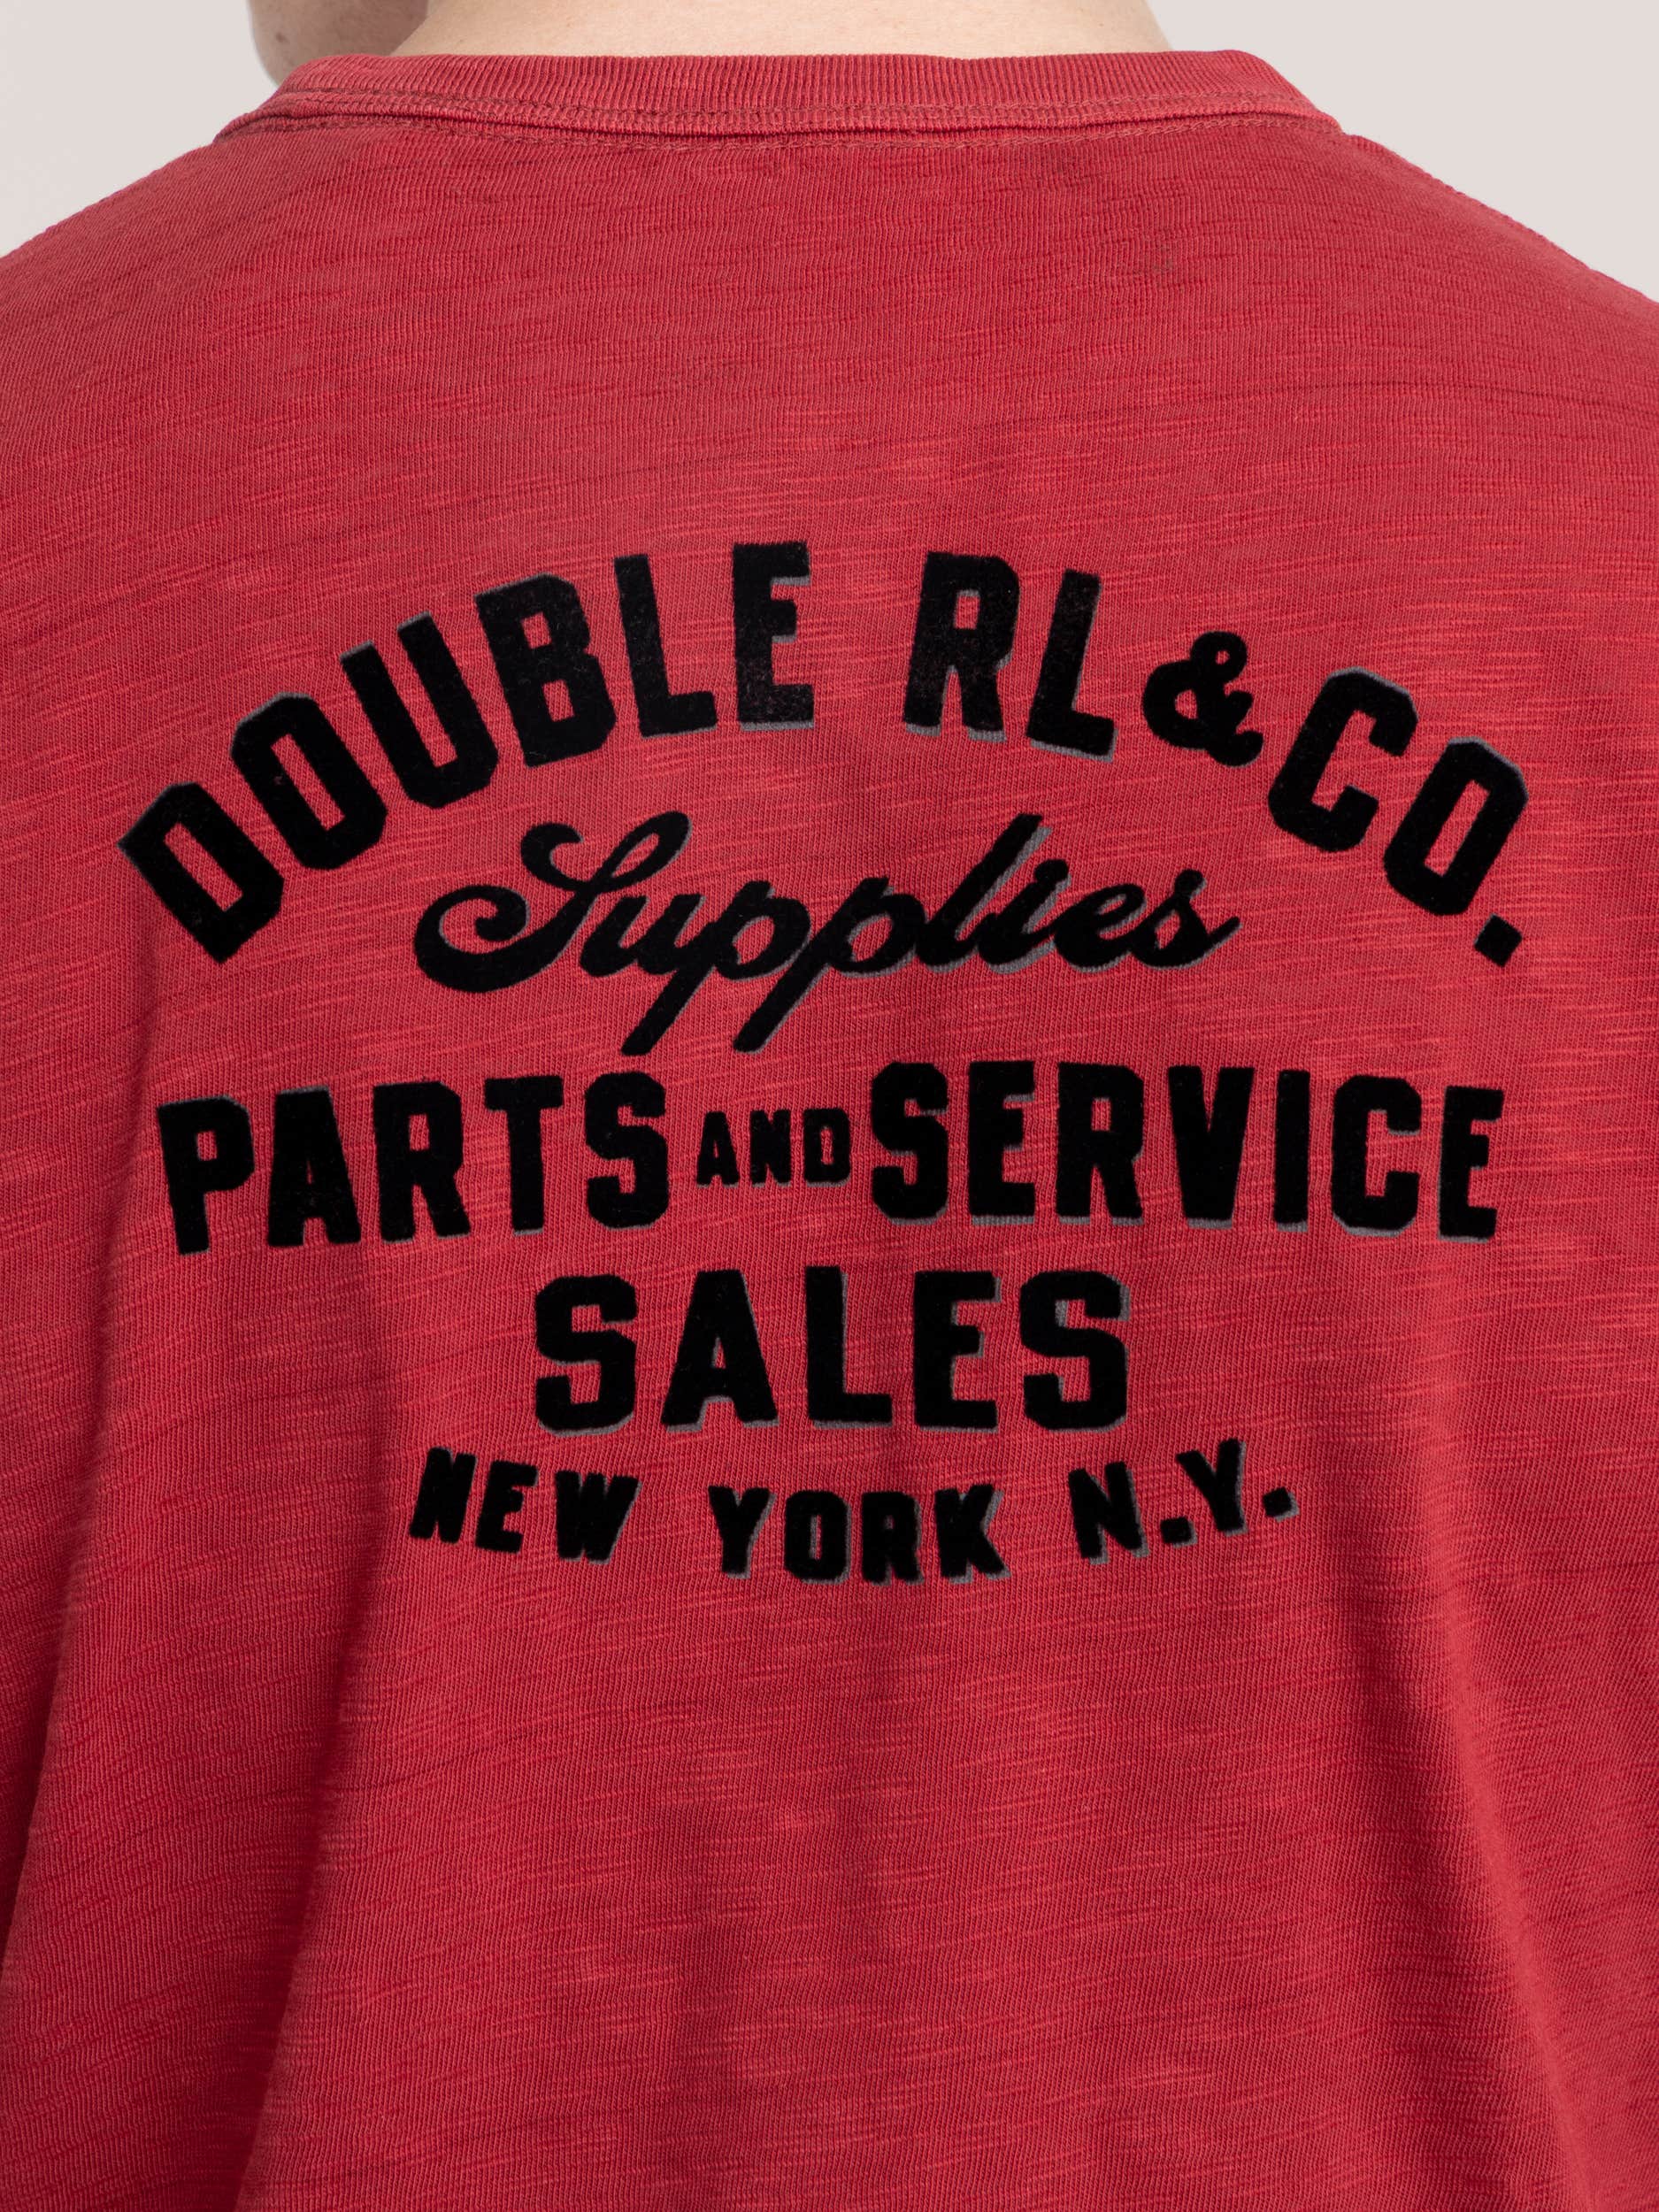 DOUBLE RL & CO.
Supplies
PARTS AND SERVICE
SALES
NEW YORK N.Y.